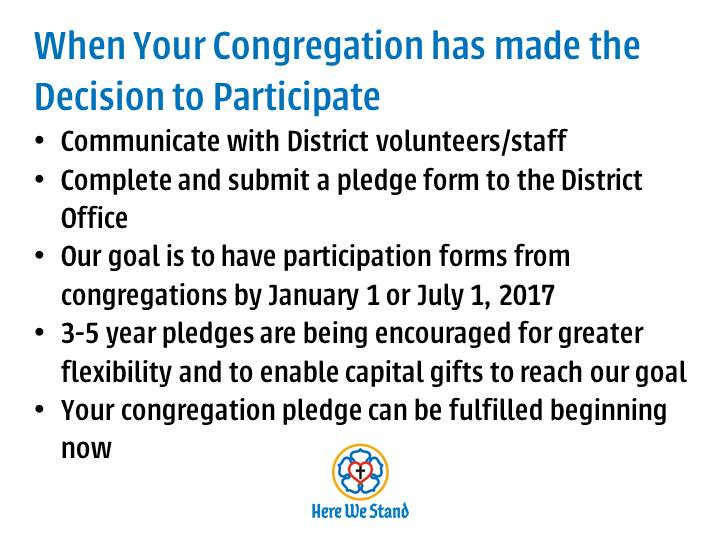 When Your Congregation has made the
Decision to Participate
• Communicate with District volunteers/staff
• Complete and submit a pledge form to the District
Office
• Our goal is to have participation forms from
congregations by January 1 or July 1, 2017
• 3-5 year pledges are being encouraged for greater
flexibility and to enable capital gifts to reach our goal
• Your congregation pledge can be fulfilled beginning
now
Here We Stand